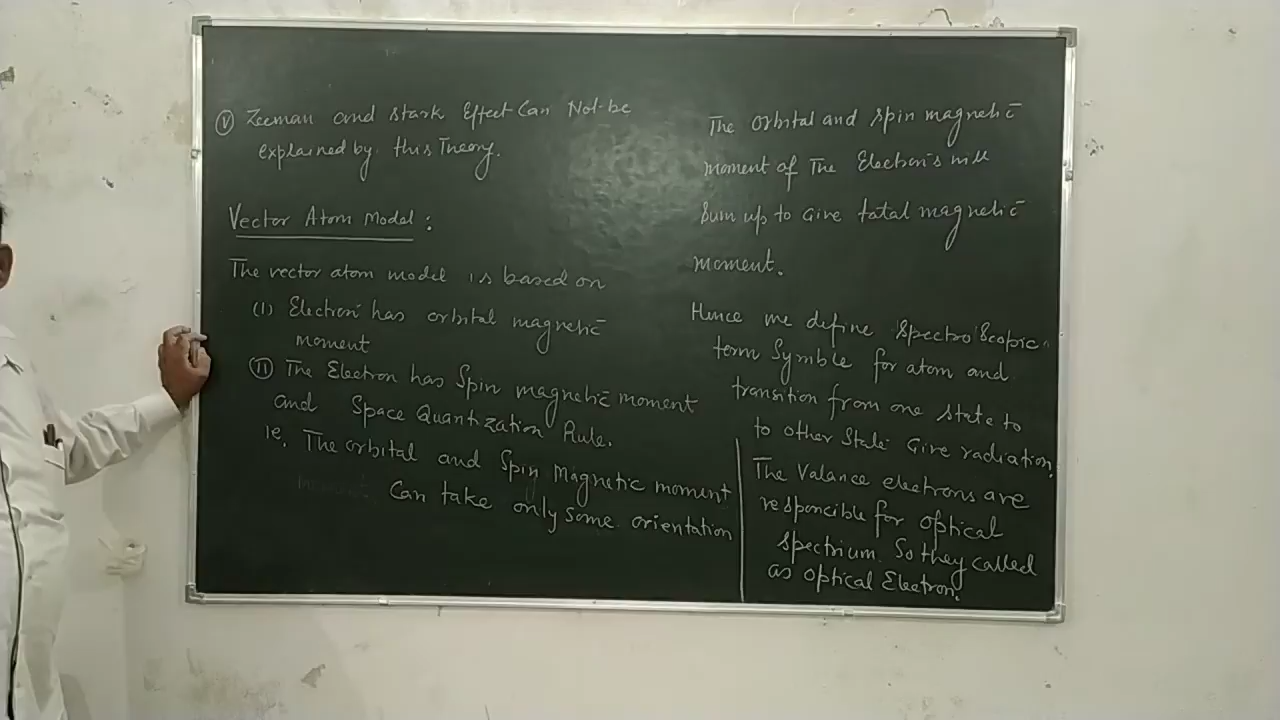 (V) Zeeman and Stark Effect Can Not be
explained by this Theory.
Vector Atom Model :
The vector atom model is based on
(1) Electron has orbital magnetic
moment
(II) The Electron has Spin magnetic moment
and Space Quantization Rule.
ie. The orbital and Spin Magnetic moment
Can take only some orientation
The Orbital and Spin magnetic
moment of The Electron's will
Sum up to Give total magnetic
moment.
Hence we define Spectro Scopic
term Symble for atom and
transition from one state to
to other State Give radiation.
The Valance electrons are
responcible for optical
Spectrium. So they called
as optical Electron.